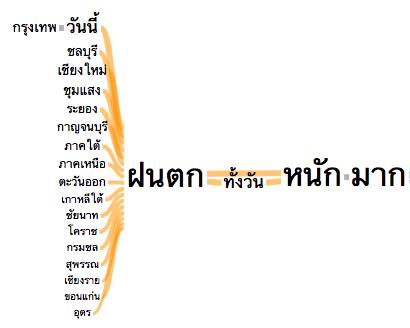 กรุงเทพ วันนี้
ชลบุรี
เชียงใหม่
ชุมแสง
ระยอง
กาญจนบุรี
ภาคใต้
ภาคเหนือ
ตะวันออก
เกาหลีใต้
ชัยนาท
โคราช
กรมชล
สุพรรณ
เชียงราย
ขอนแก่น
อุดร
ฝนตก ทั้งวัน หนัก มาก